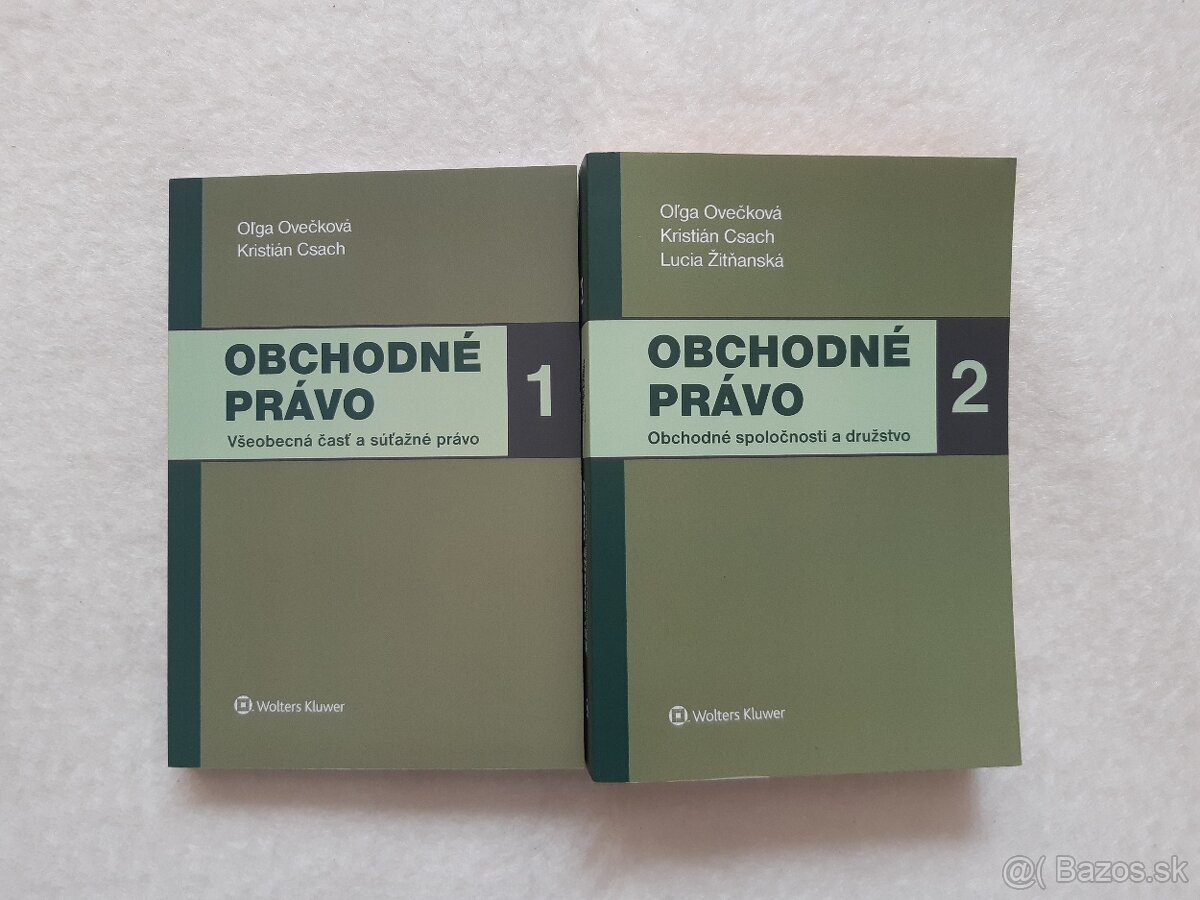 Oľga Ovečková
Kristián Csach
OBCHODNÉ
PRÁVO
1
Všeobecná časť a súťažné právo
Wolters Kluwer
Oľga Ovečková
Kristián Csach
Lucia Žitňanská
OBCHODNÉ
PRÁVO
2
Obchodné spoločnosti a družstvo
Wolters Kluwer
@( Bazos.sk